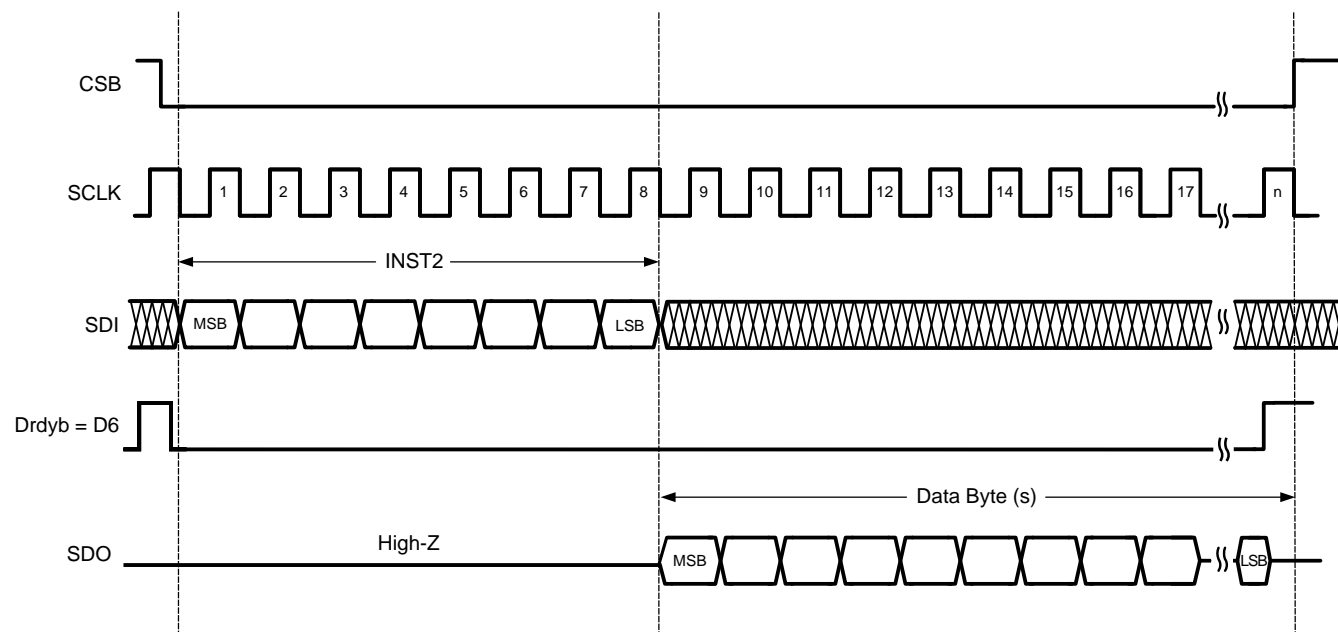 CSB
SCLK
1 2 3 4 5 6 7 8 9 10 11 12 13 14 15 16 17 n
INST2
SDI
MSB LSB
Drdyb = D6
Data Byte (s)
High-Z
SDO
MSB LSB